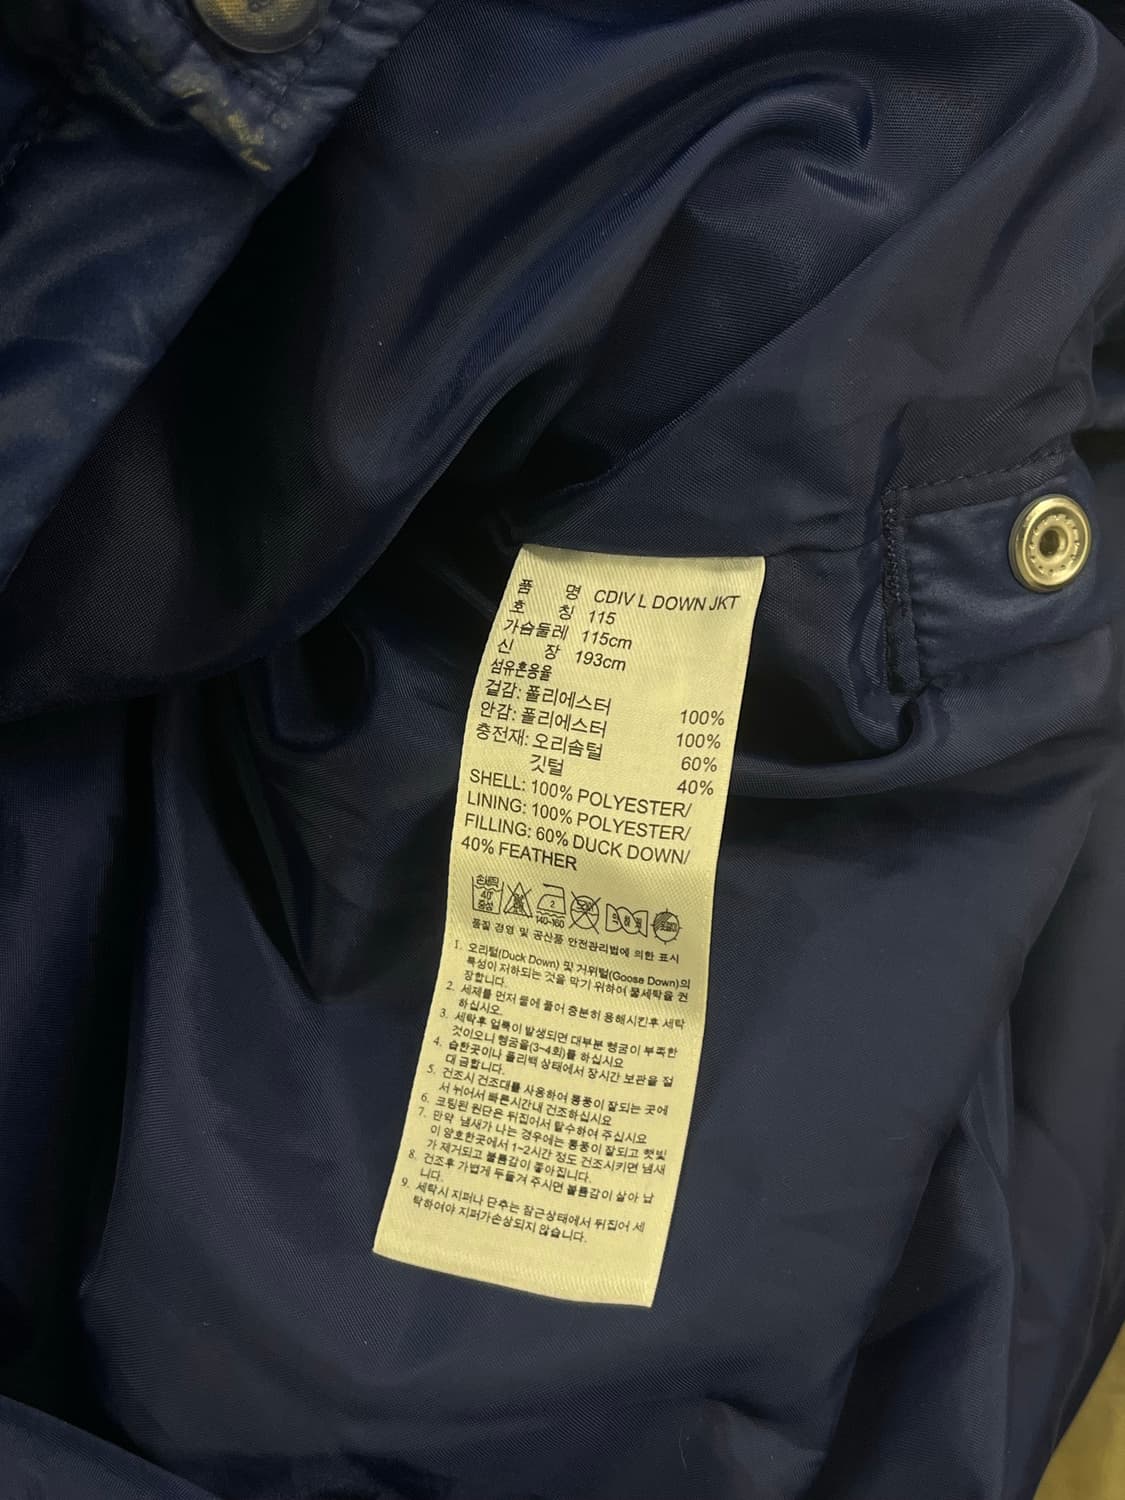 품 명 CDIV L DOWN JKT
호 칭 115
가슴둘레 115cm
신 장 193cm
섬유혼용율
겉감: 폴리에스터 100%
안감: 폴리에스터 100%
충전재: 오리솜털 60%
깃털 40%
SHELL: 100% POLYESTER/
LINING: 100% POLYESTER/
FILLING: 60% DUCK DOWN/
40% FEATHER
손세탁
40
중성
2
140~160
품질 경영 및 공산품 안전관리법에 의한 표시
1. 오리털(Duck Down) 및 거위털(Goose Down)의
특성이 저하되는 것을 막기 위하여 물세탁을 권
장합니다.
2. 세제를 먼저 물에 풀어 충분히 용해시킨후 세탁
하십시오.
3. 세탁후 얼룩이 발생되면 대부분 헹굼이 부족한
것이오니 헹굼을(3~4회)를 하십시요
4. 습한곳이나 폴리백 상태에서 장시간 보관을 절
대 금합니다.
5. 건조시 건조대를 사용하여 통풍이 잘되는 곳에
서 뉘어서 빠른시간내 건조하십시요
6. 코팅된 원단은 뒤집어서 탈수하여 주십시요
7. 만약 냄새가 나는 경우에는 통풍이 잘되고 햇빛
이 양호한곳에서 1~2시간 정도 건조시키면 냄새
가 제거되고 볼륨감이 좋아집니다.
8. 건조후 가볍게 두들겨 주시면 볼륨감이 살아 납
니다.
9. 세탁시 지퍼나 단추는 잠근상태에서 뒤집어 세
탁하여야 지퍼가손상되지 않습니다.